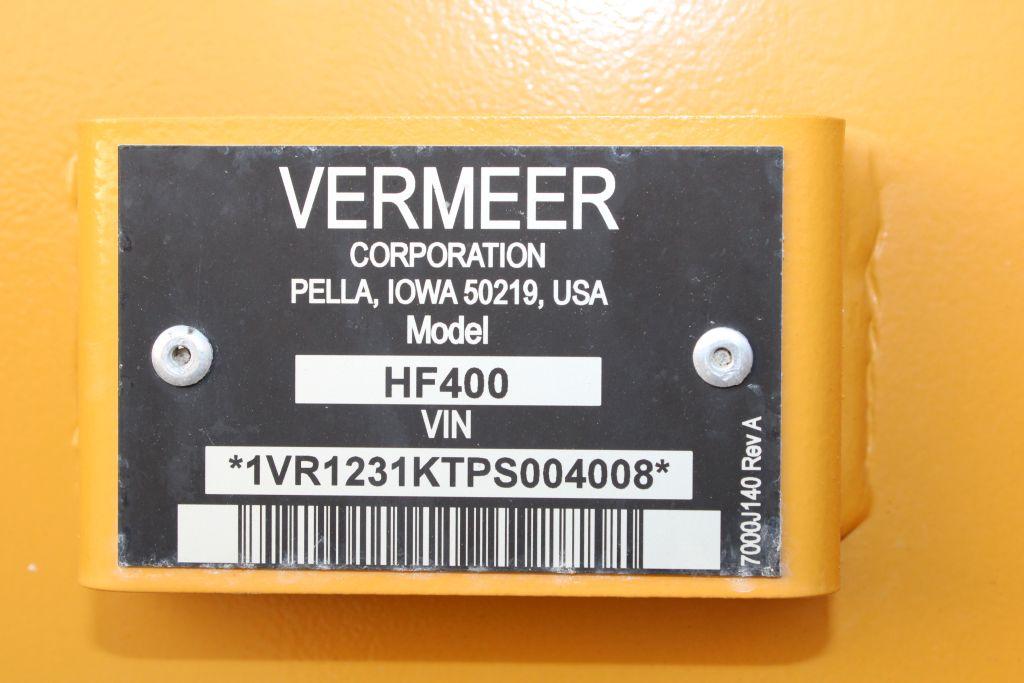 VERMEER
CORPORATION
PELLA, IOWA 50219, USA
Model
HF400
VIN
*1VR1231KTPS004008*
7000J140 Rev A